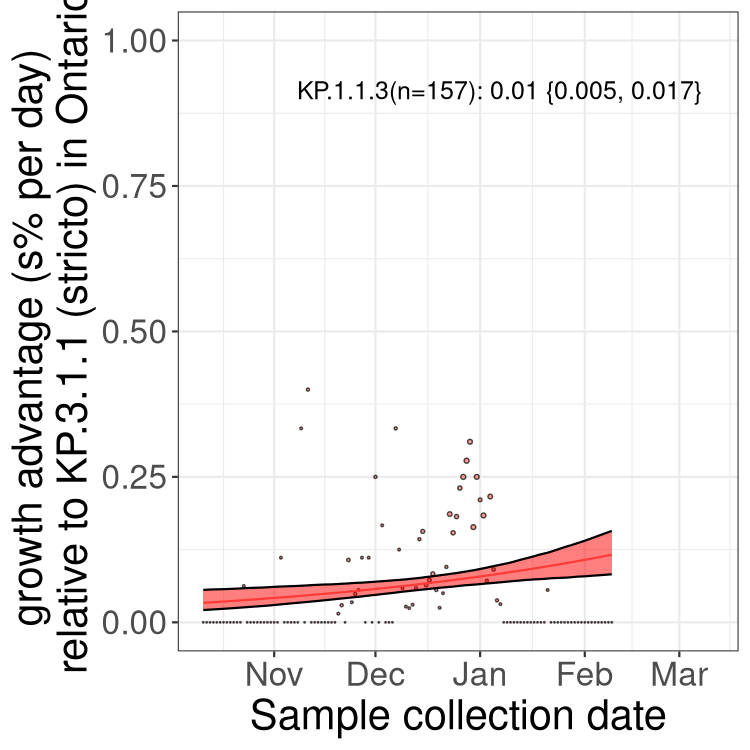 growth advantage (s% per day)
relative to KP.3.1.1 (stricto) in Ontario
1.00
0.75
0.50
0.25
0.00
KP.1.1.3(n=157): 0.01 {0.005, 0.017}
Nov Dec Jan Feb Mar
Sample collection date